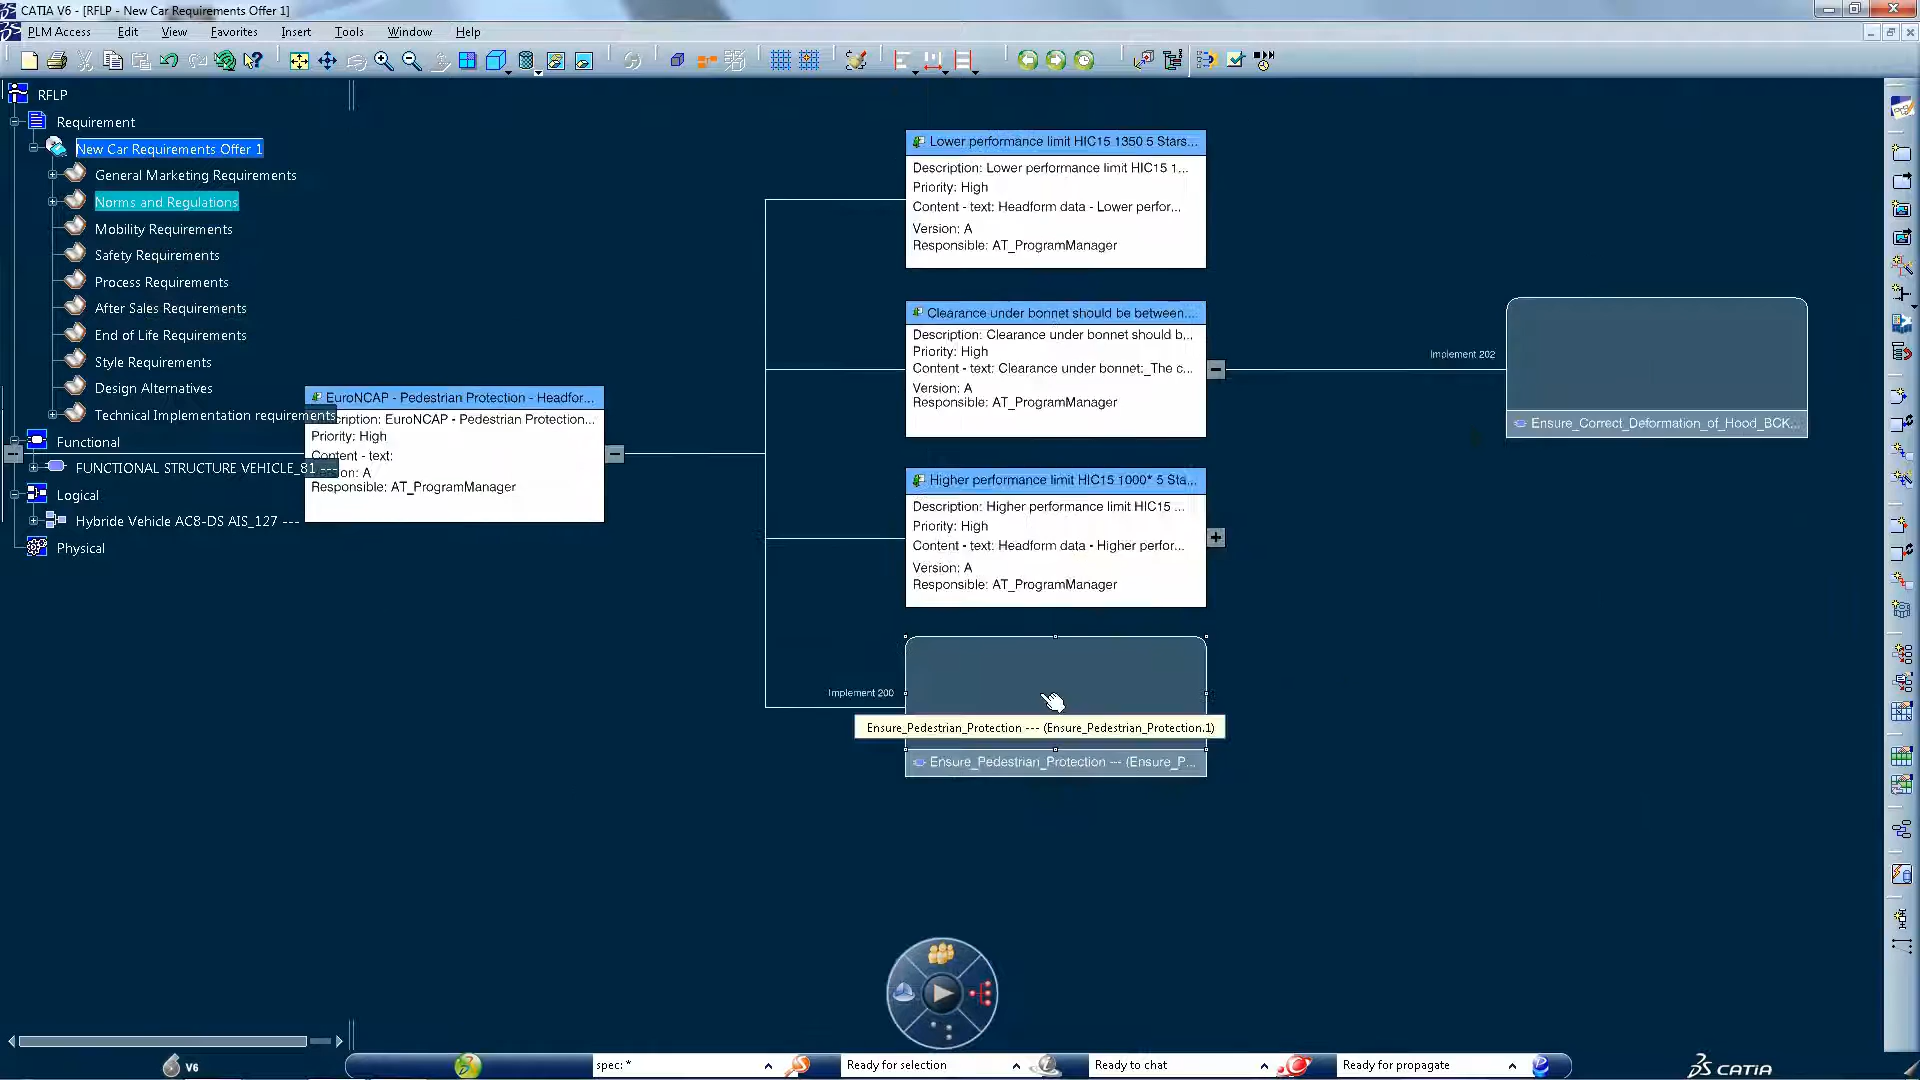 CATIA V6 - [RFLP - New Car Requirements Offer 1]
PLM Access Edit View Favorites Insert Tools Window Help
RFLP
Requirement
New Car Requirements Offer 1
General Marketing Requirements
Norms and Regulations
Mobility Requirements
Safety Requirements
Process Requirements
After Sales Requirements
End of Life Requirements
Style Requirements
Design Alternatives
Technical Implementation requirements
Functional
FUNCTIONAL STRUCTURE VEHICLE_81 ---
Logical
Hybride Vehicle AC8-DS AIS_127 ---
Physical
EuroNCAP - Pedestrian Protection - Headfor...
cription: EuroNCAP - Pedestrian Protection...
Priority: High
Content - text:
sion: A
Responsible: AT_ProgramManager
Lower performance limit HIC15 1350 5 Stars...
Description: Lower performance limit HIC15 1...
Priority: High
Content - text: Headform data - Lower perfor...
Version: A
Responsible: AT_ProgramManager
Clearance under bonnet should be between...
Description: Clearance under bonnet should b...
Priority: High
Content - text: Clearance under bonnet:_The c...
Version: A
Responsible: AT_ProgramManager
Implement 202
Ensure_Correct_Deformation_of_Hood_BCK...
Higher performance limit HIC15 1000* 5 Sta...
Description: Higher performance limit HIC15 ...
Priority: High
Content - text: Headform data - Higher perfor...
Version: A
Responsible: AT_ProgramManager
Implement 200
Ensure_Pedestrian_Protection --- (Ensure_Pedestrian_Protection.1)
Ensure_Pedestrian_Protection --- (Ensure_P...
V6
spec: *
Ready for selection
Ready to chat
Ready for propagate
CATIA